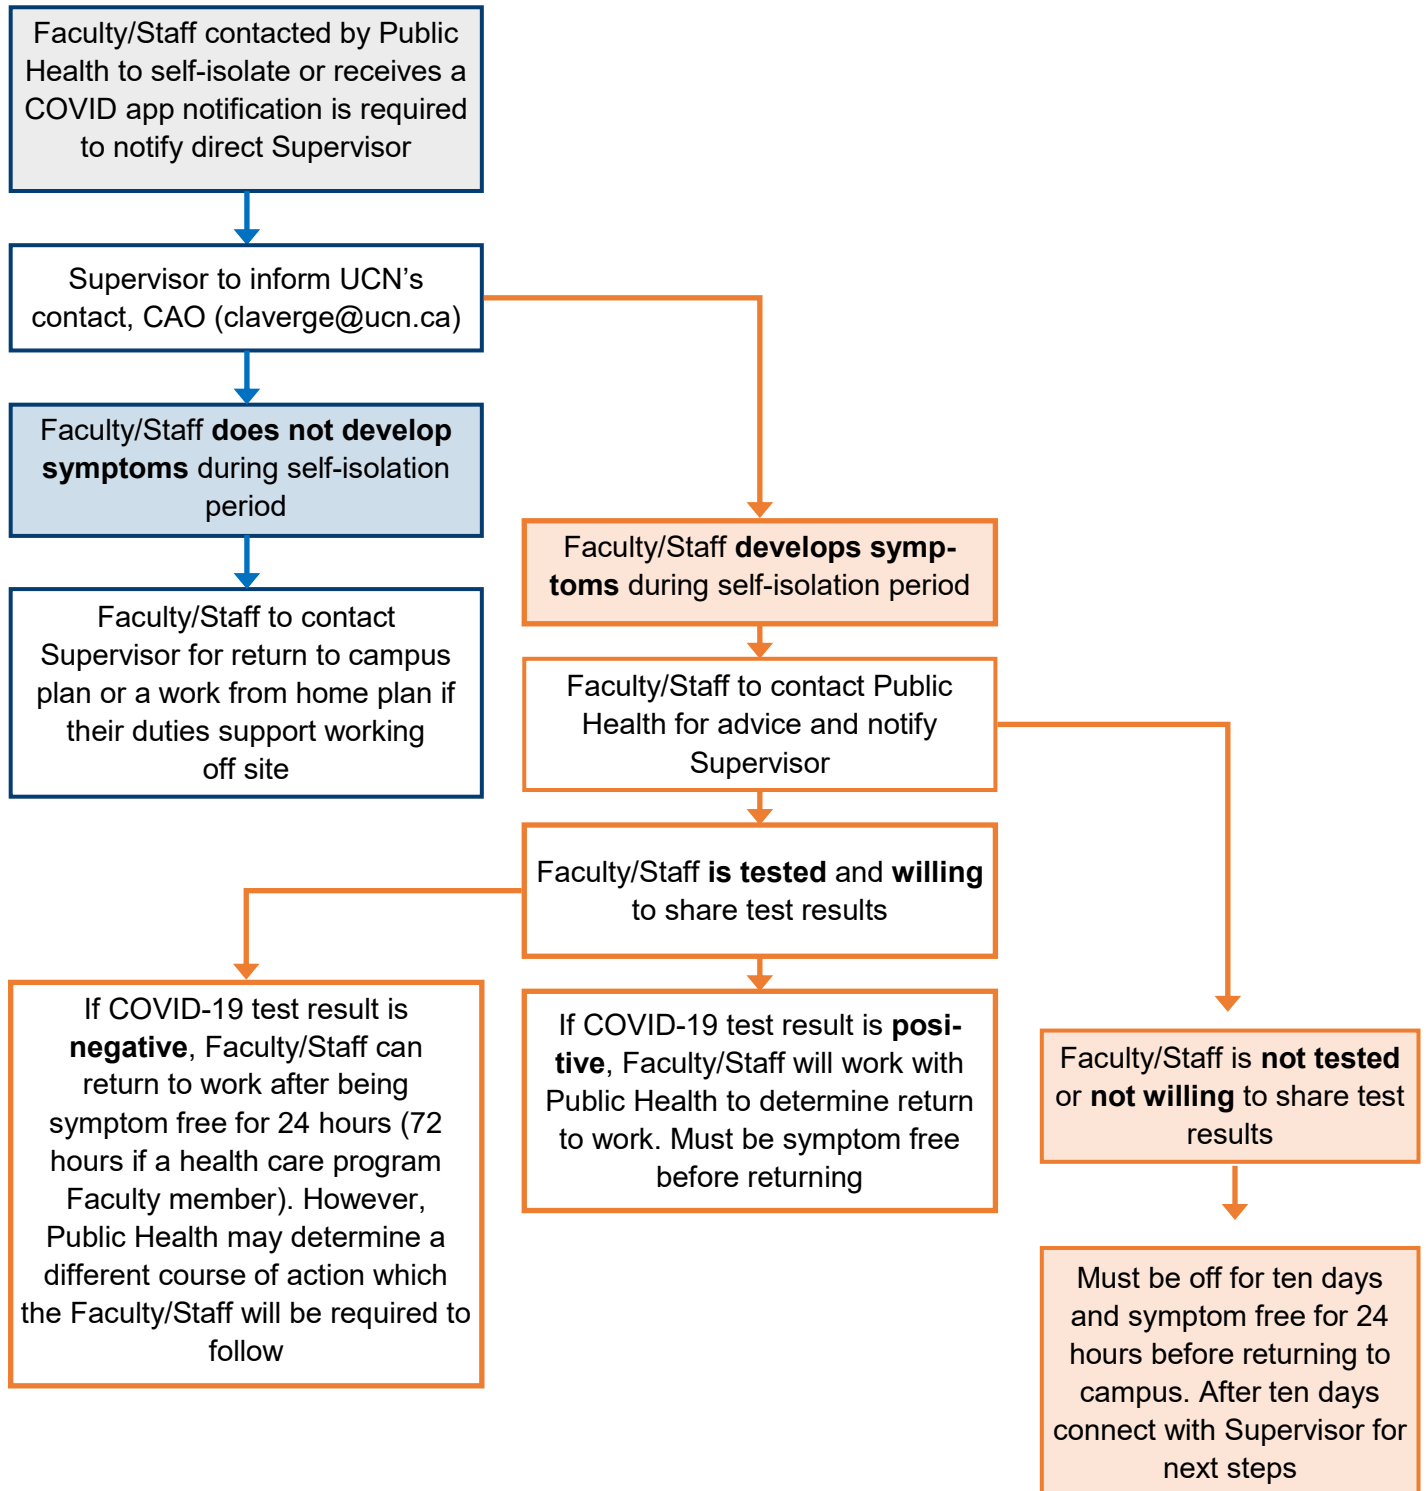 Faculty/Staff contacted by Public
Health to self-isolate or receives a
COVID app notification is required
to notify direct Supervisor
Supervisor to inform UCN’s
contact, CAO (claverge@ucn.ca)
Faculty/Staff does not develop
symptoms during self-isolation
period
Faculty/Staff to contact
Supervisor for return to campus
plan or a work from home plan if
their duties support working
off site
Faculty/Staff develops symp-
toms during self-isolation period
Faculty/Staff to contact Public
Health for advice and notify
Supervisor
Faculty/Staff is tested and willing
to share test results
If COVID-19 test result is
negative, Faculty/Staff can
return to work after being
symptom free for 24 hours (72
hours if a health care program
Faculty member). However,
Public Health may determine a
different course of action which
the Faculty/Staff will be required to
follow
If COVID-19 test result is posi-
tive, Faculty/Staff will work with
Public Health to determine return
to work. Must be symptom free
before returning
Faculty/Staff is not tested
or not willing to share test
results
Must be off for ten days
and symptom free for 24
hours before returning to
campus. After ten days
connect with Supervisor for
next steps